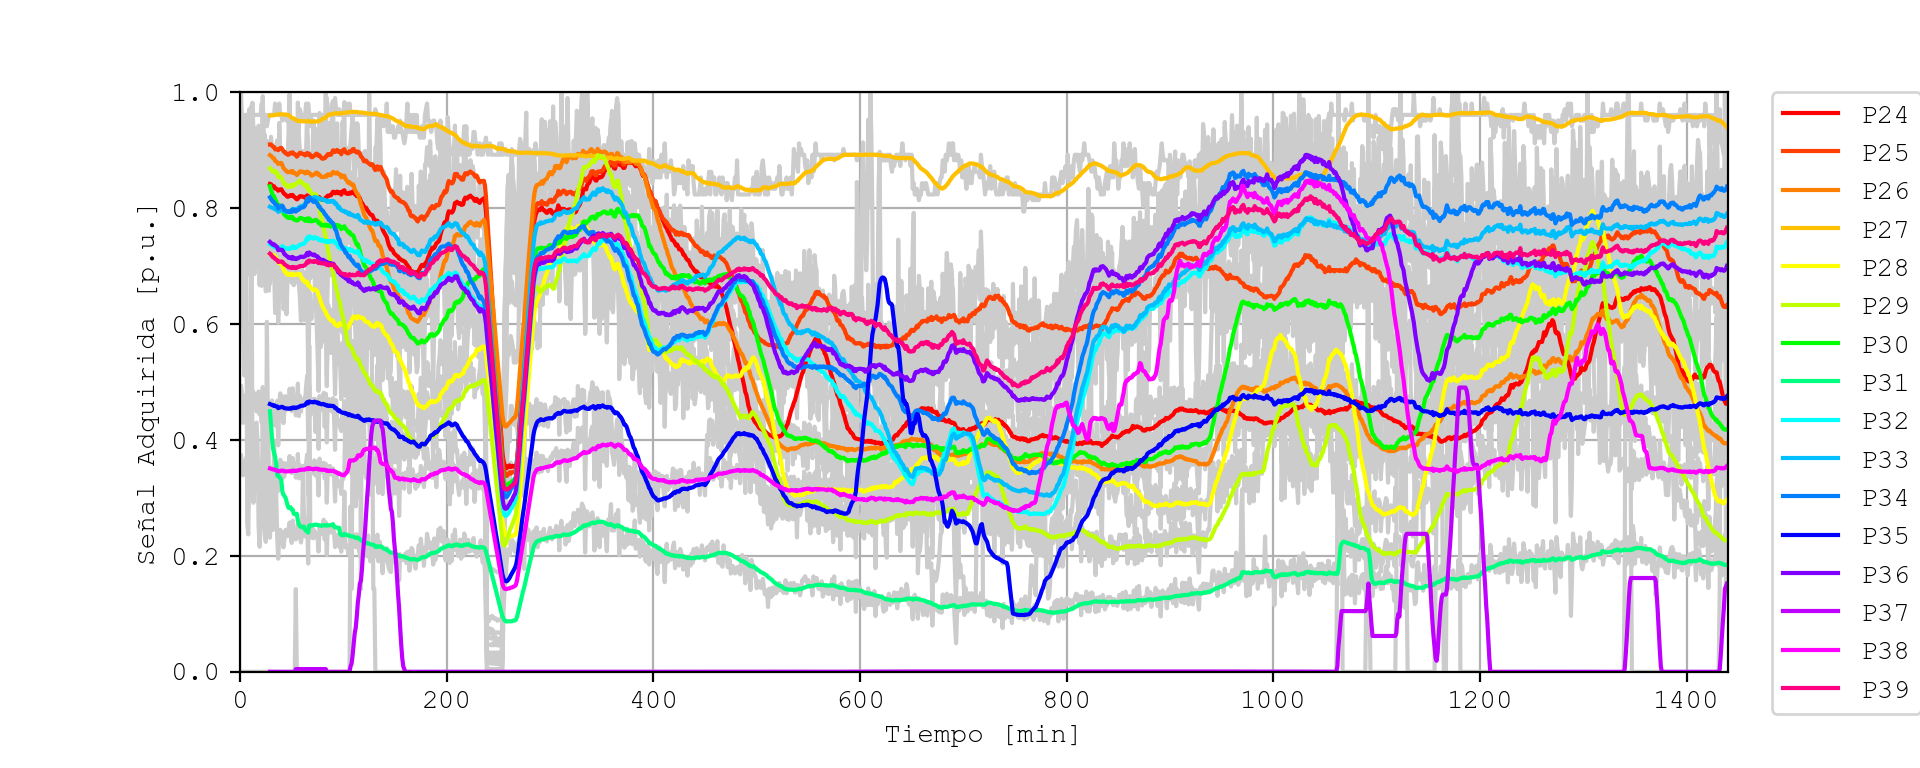 Señal Adquirida [p.u.]
1.0
0.8
0.6
0.4
0.2
0.0
0 200 400 600 800 1000 1200 1400
Tiempo [min]
P24
P25
P26
P27
P28
P29
P30
P31
P32
P33
P34
P35
P36
P37
P38
P39